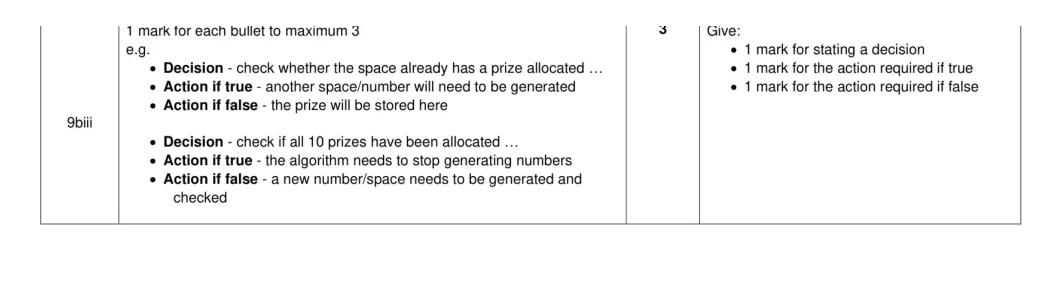 1 mark for each bullet to maximum 3
e.g.
• Decision - check whether the space already has a prize allocated …
• Action if true - another space/number will need to be generated
• Action if false - the prize will be stored here
9biii
• Decision - check if all 10 prizes have been allocated …
• Action if true - the algorithm needs to stop generating numbers
• Action if false - a new number/space needs to be generated and
checked
3
Give:
• 1 mark for stating a decision
• 1 mark for the action required if true
• 1 mark for the action required if false